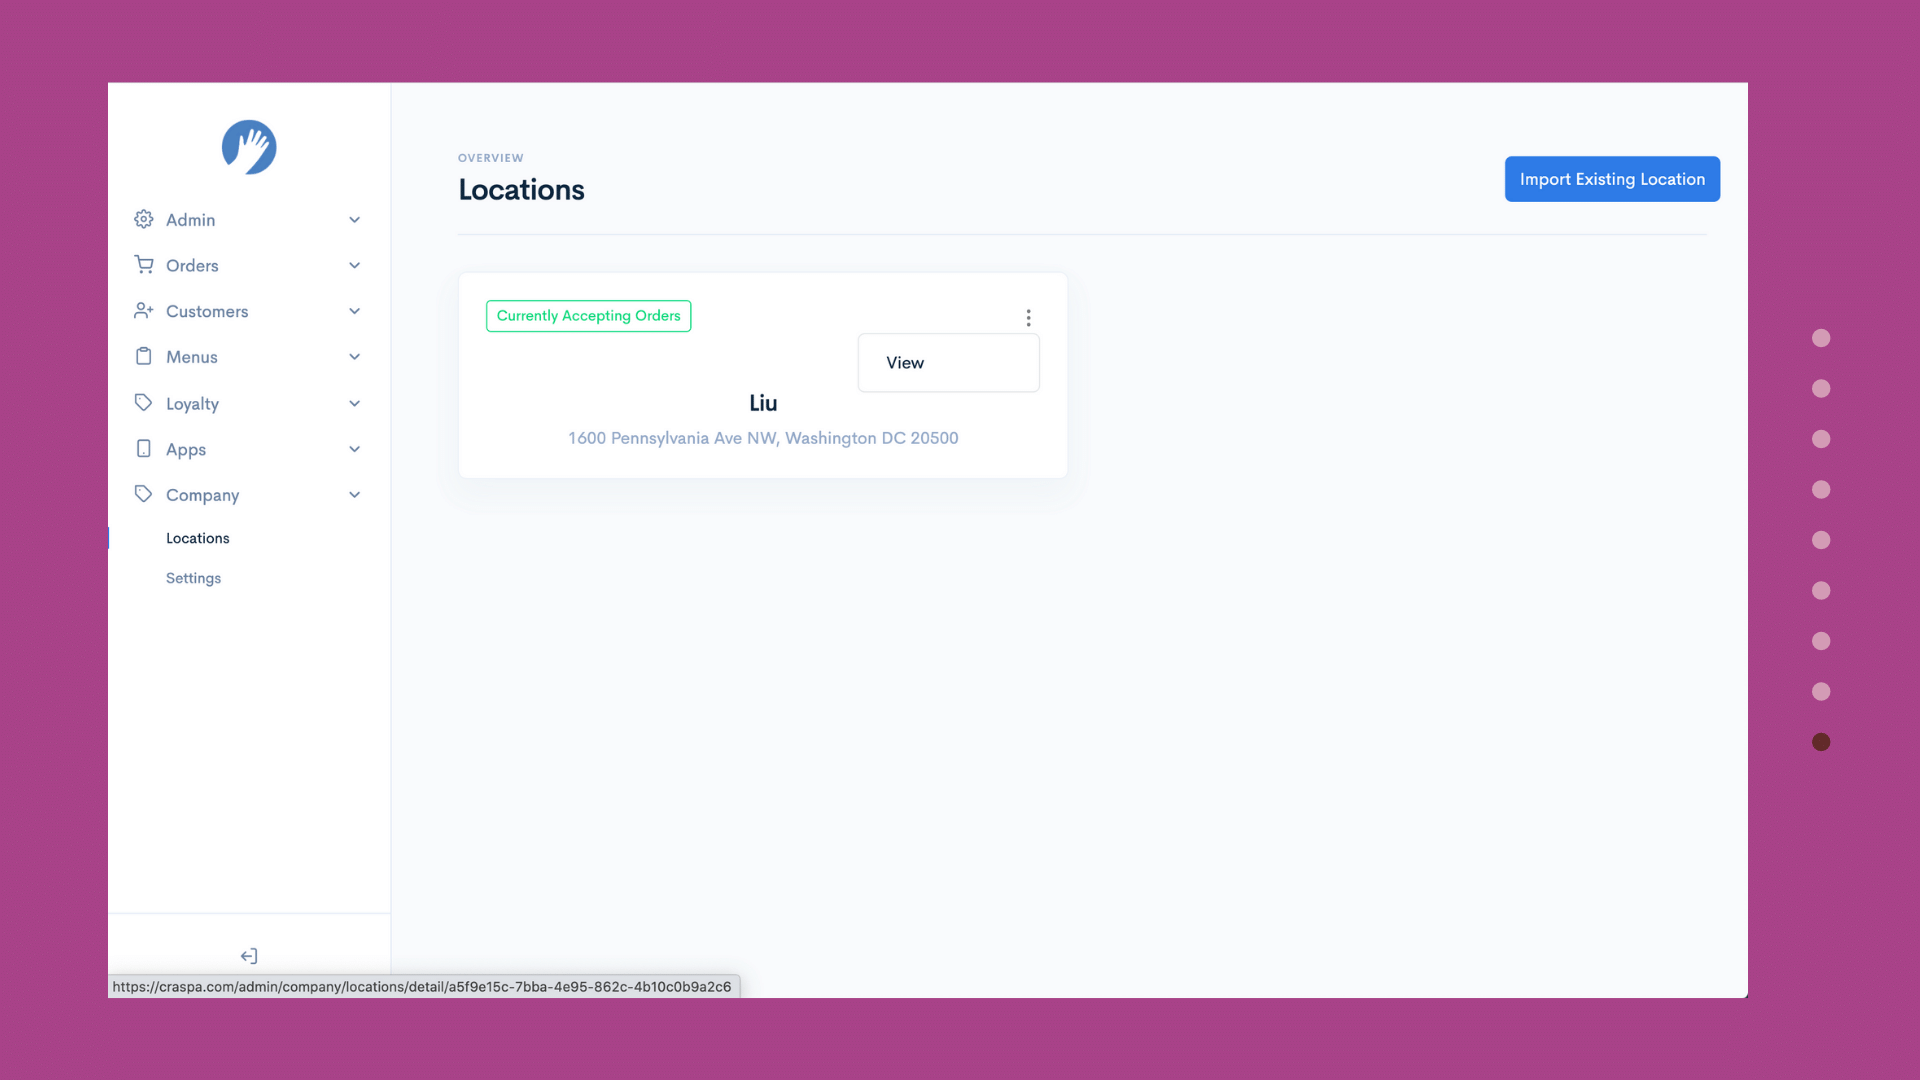 Admin
Orders
Customers
Menus
Loyalty
Apps
Company
Locations
Settings
OVERVIEW
Locations
Import Existing Location
Currently Accepting Orders
View
Liu
1600 Pennsylvania Ave NW, Washington DC 20500
https://craspa.com/admin/company/locations/detail/a5f9e15c-7bba-4e95-862c-4b10c0b9a2c6